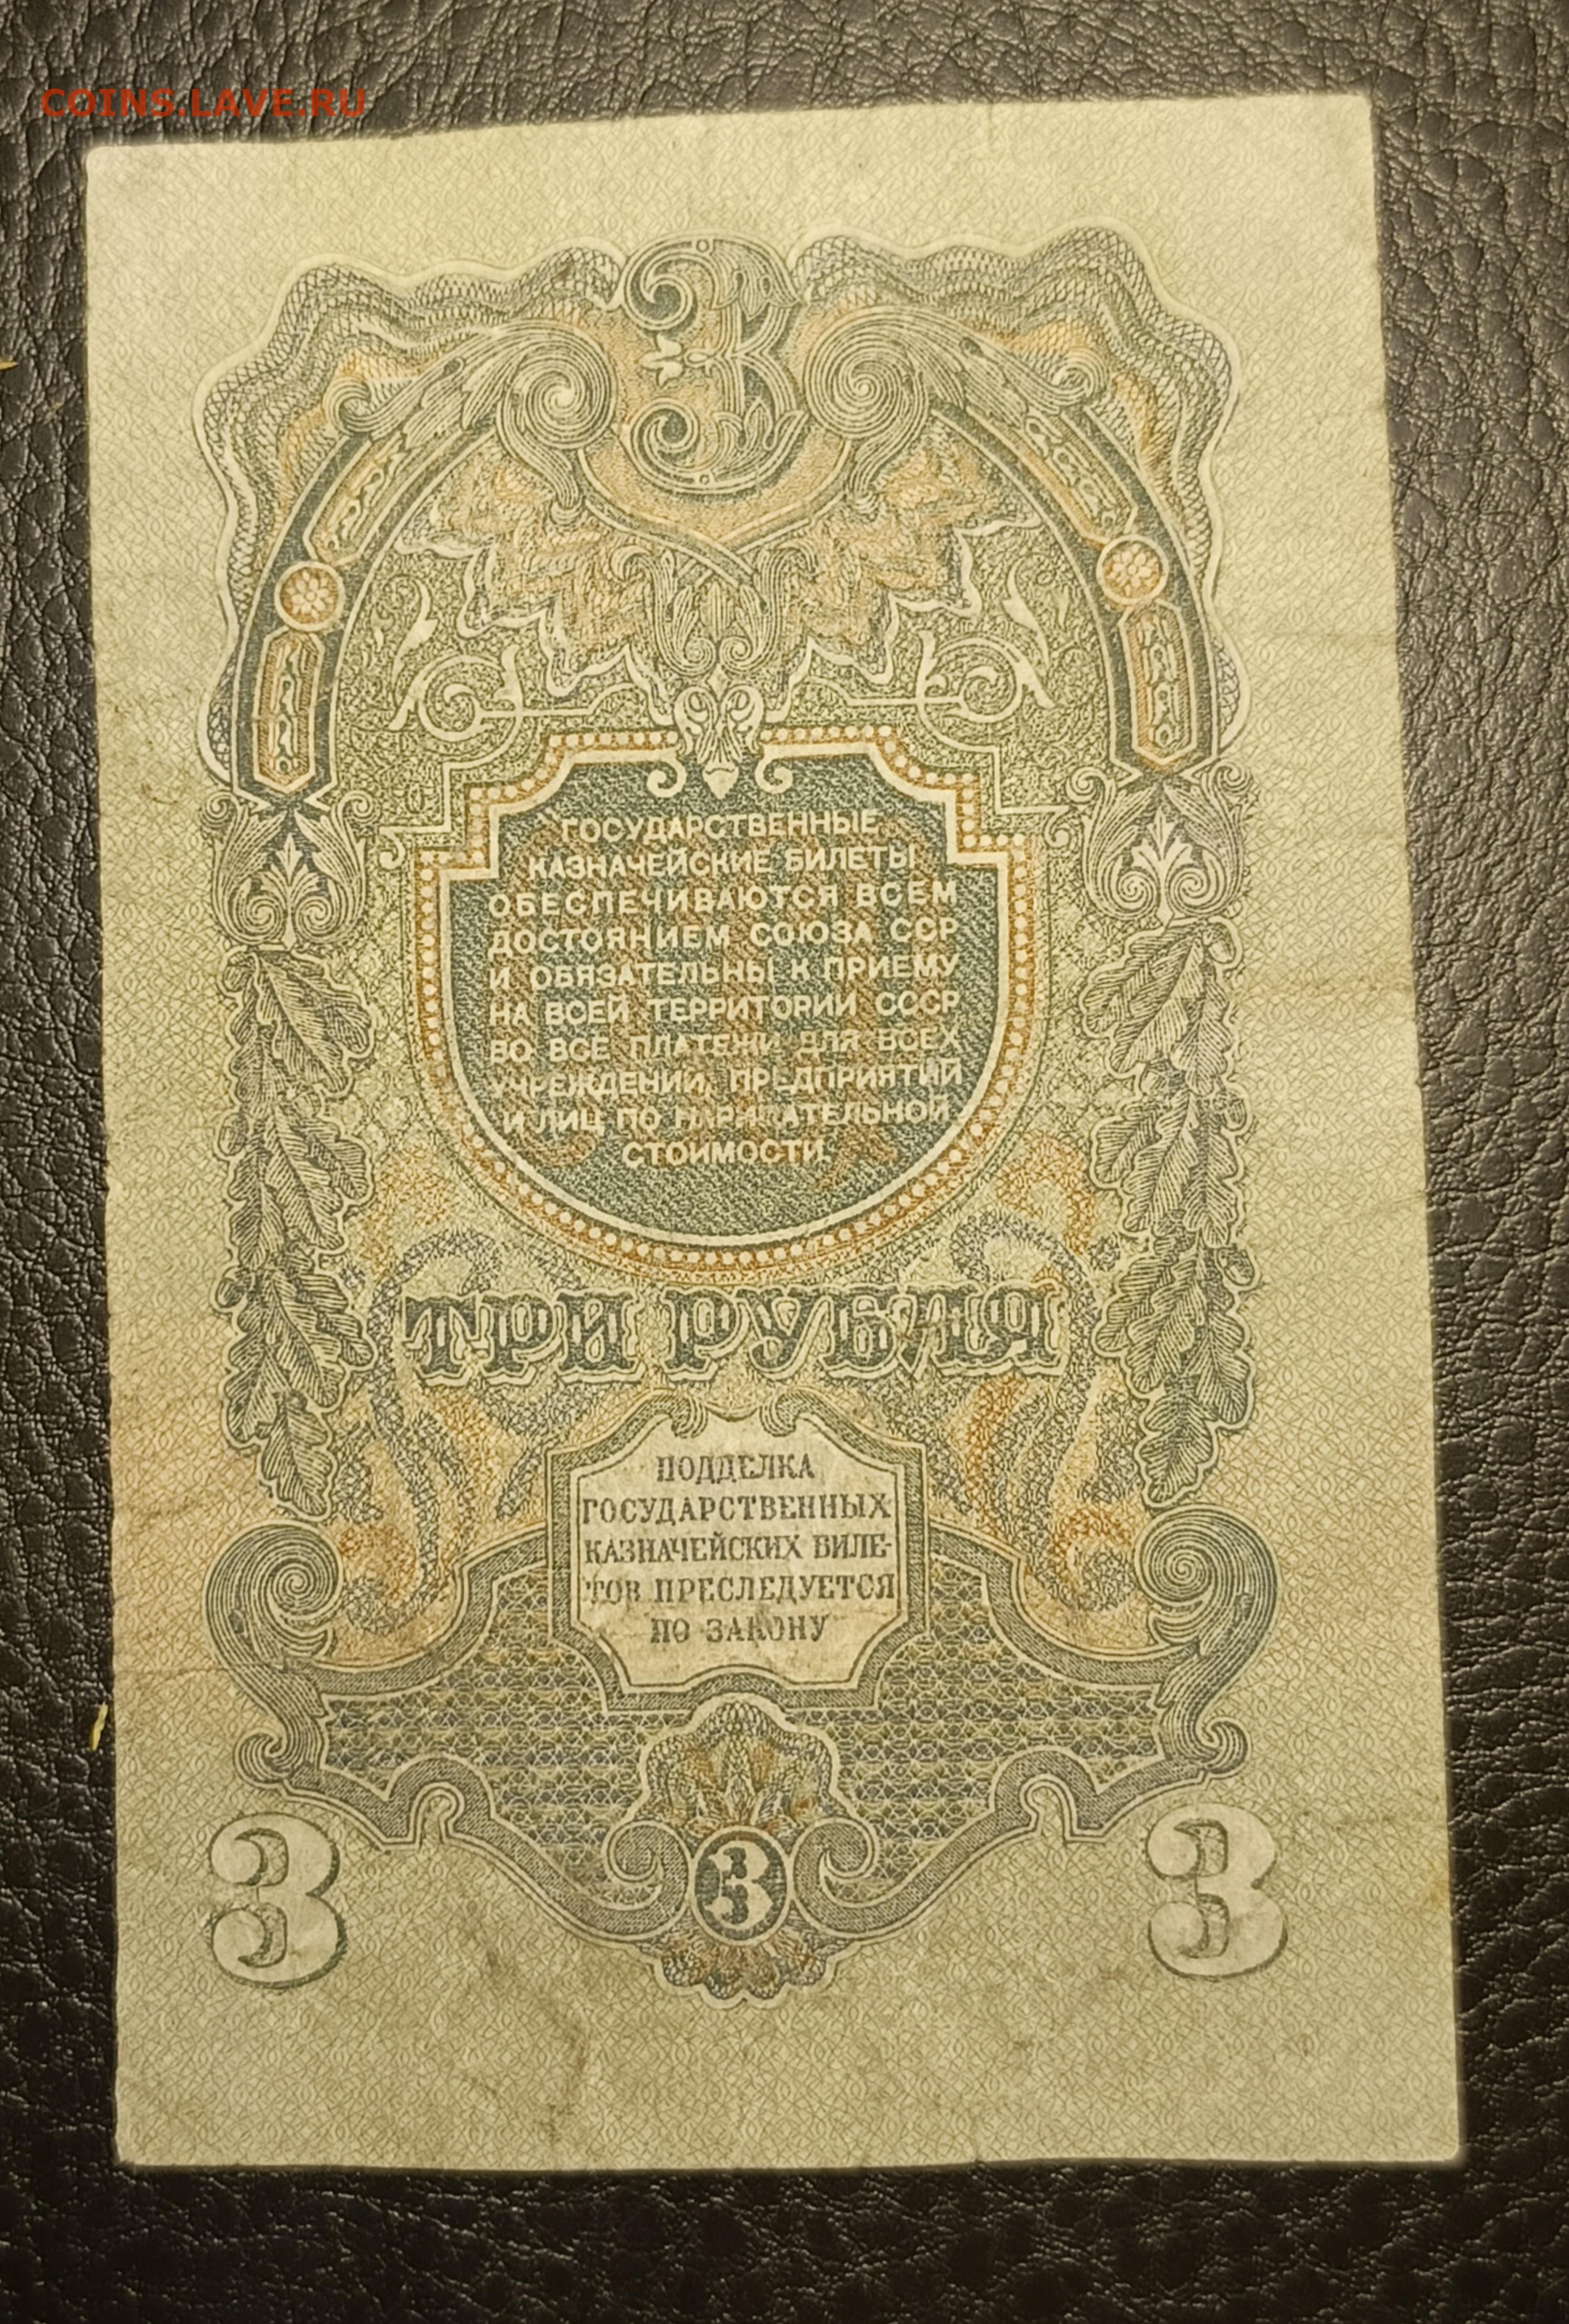 COINS.LAVE.RU
3
ГОСУДАРСТВЕННЫЕ
КАЗНАЧЕЙСКИЕ БИЛЕТЫ
ОБЕСПЕЧИВАЮТСЯ ВСЕМ
ДОСТОЯНИЕМ СОЮЗА ССР
И ОБЯЗАТЕЛЬНЫ К ПРИЕМУ
НА ВСЕЙ ТЕРРИТОРИИ СССР
ВО ВСЕ ПЛАТЕЖИ ДЛЯ ВСЕХ
УЧРЕЖДЕНИЙ, ПРЕДПРИЯТИЙ
И ЛИЦ ПО НАРИЦАТЕЛЬНОЙ
СТОИМОСТИ.
ТРИ РУБЛЯ
ПОДДЕЛКА
ГОСУДАРСТВЕННЫХ
КАЗНАЧЕЙСКИХ БИЛЕ-
ТОВ ПРЕСЛЕДУЕТСЯ
ПО ЗАКОНУ
3 3 3